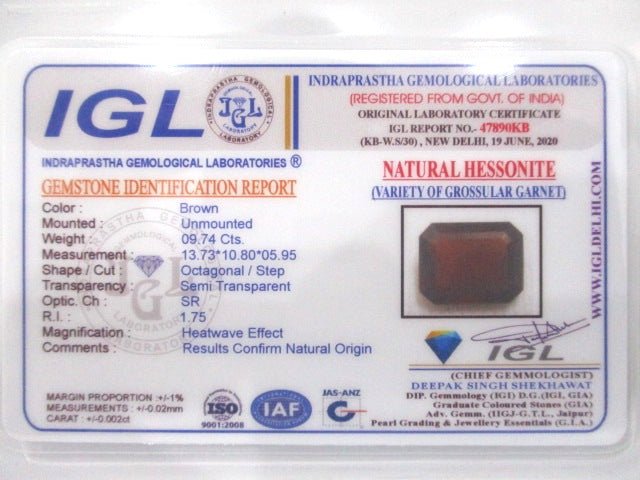 IGL
INDRAPRASTHA GEMOLOGICAL
LABORATORY
IGL
INDRAPRASTHA GEMOLOGICAL LABORATORIES ®
GEMSTONE IDENTIFICATION REPORT
Color : Brown
Mounted : Unmounted
Weight : 09.74 Cts.
Measurement : 13.73*10.80*05.95
Shape / Cut : Octagonal / Step
Transparency : Semi Transparent
Optic. Ch : SR
R.I. : 1.75
Magnification : Heatwave Effect
Comments : Results Confirm Natural Origin
MARGIN PROPORTION :+/-1%
MEASUREMENTS : +/-0.02mm
CARAT : +/-0.002ct
ISO
9001:2008
IAF
JAS-ANZ
INDRAPRASTHA GEMOLOGICAL LABORATORIES
(REGISTERED FROM GOVT. OF INDIA)
ORIGINAL LABORATORY CERTIFICATE
IGL REPORT NO.- 47890KB
(KB-W.S/30) , NEW DELHI, 19 JUNE, 2020
NATURAL HESSONITE
(VARIETY OF GROSSULAR GARNET)
WWW.IGLDELHI.COM
IGL
(CHIEF GEMMOLOGIST)
DEEPAK SINGH SHEKHAWAT
DIP. Gemmology (IGI) D.G.(IGI, GIA)
Graduate Coloured Stones (GIA)
Adv. Gemm. (IIGJ-G.T.L., Jaipur)
Pearl Grading & Jewellery Essentials (G.I.A.)